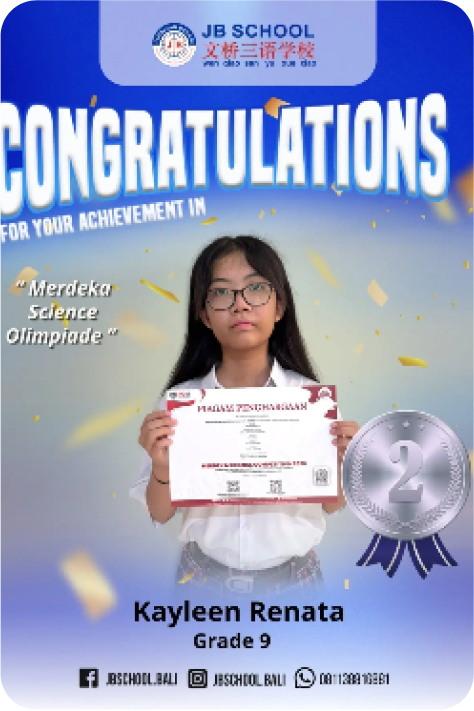 JB SCHOOL
文桥三语学校
wen qiao san yu xue xiao
CONGRATULATIONS
FOR YOUR ACHIEVEMENT IN
“ Merdeka
Science
Olimpiade ”
PIAGAM PENGHARGAAN
2
Kayleen Renata
Grade 9
JBSCHOOL.BALI JBSCHOOL.BALI